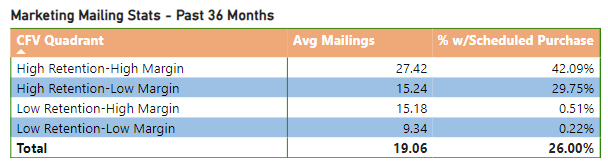 Marketing Mailing Stats - Past 36 Months
CFV Quadrant Avg Mailings % w/Scheduled Purchase
High Retention-High Margin 27.42 42.09%
High Retention-Low Margin 15.24 29.75%
Low Retention-High Margin 15.18 0.51%
Low Retention-Low Margin 9.34 0.22%
Total 19.06 26.00%